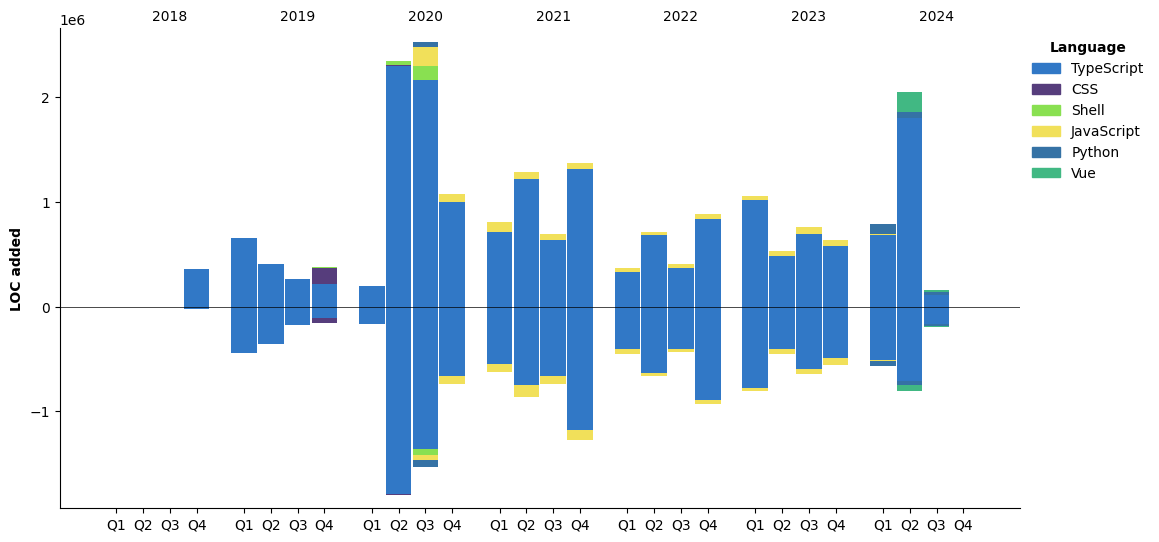 2018 2019 2020 2021 2022 2023 2024
1e6
Language
TypeScript
CSS
Shell
JavaScript
Python
Vue
LOC added
2
1
0
−1
Q1 Q2 Q3 Q4 Q1 Q2 Q3 Q4 Q1 Q2 Q3 Q4 Q1 Q2 Q3 Q4 Q1 Q2 Q3 Q4 Q1 Q2 Q3 Q4 Q1 Q2 Q3 Q4